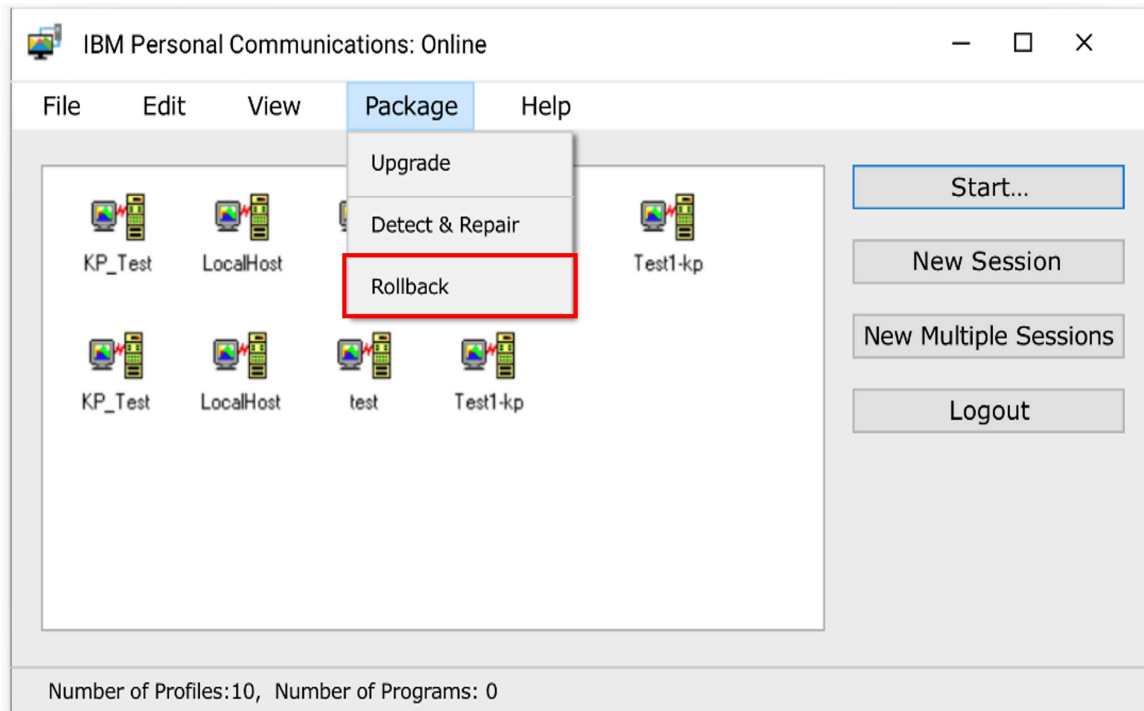 IBM Personal Communications: Online
File Edit View Package Help
Upgrade
Detect & Repair
Rollback
KP_Test LocalHost Test1-kp
KP_Test LocalHost test Test1-kp
Start...
New Session
New Multiple Sessions
Logout
Number of Profiles:10, Number of Programs: 0